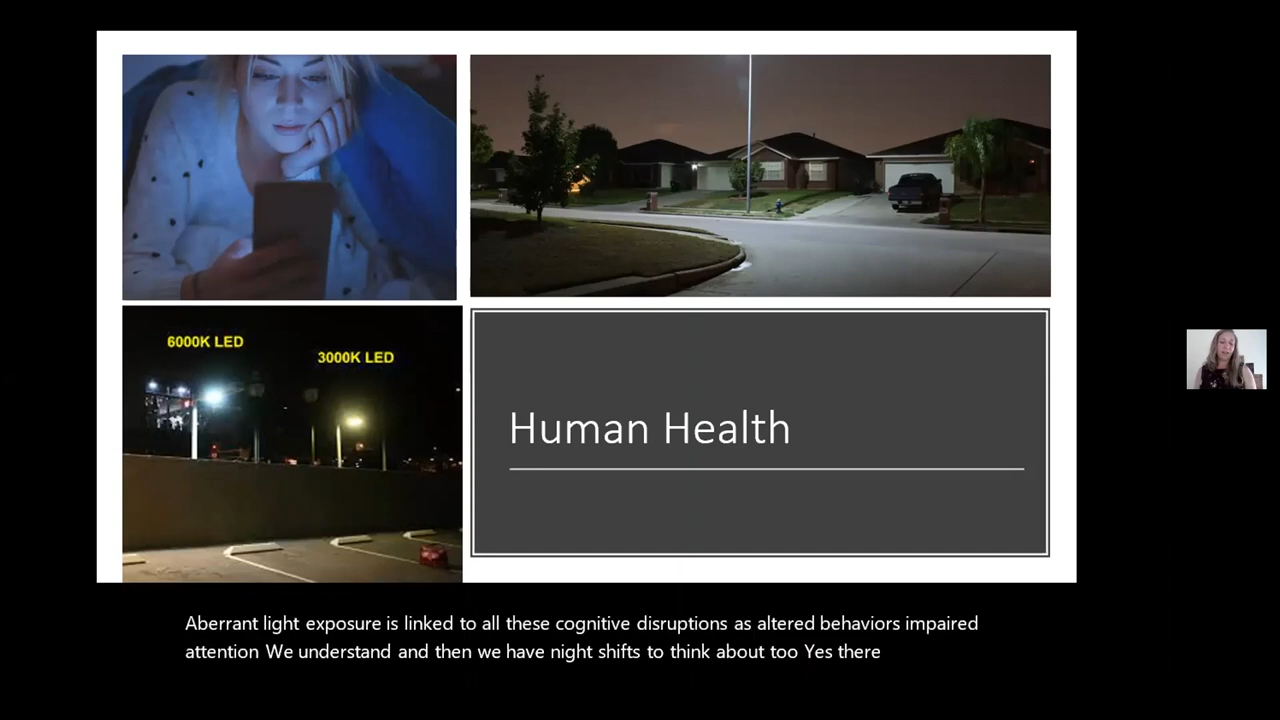 6000K LED
3000K LED
Human Health
Aberrant light exposure is linked to all these cognitive disruptions as altered behaviors impaired
attention We understand and then we have night shifts to think about too Yes there